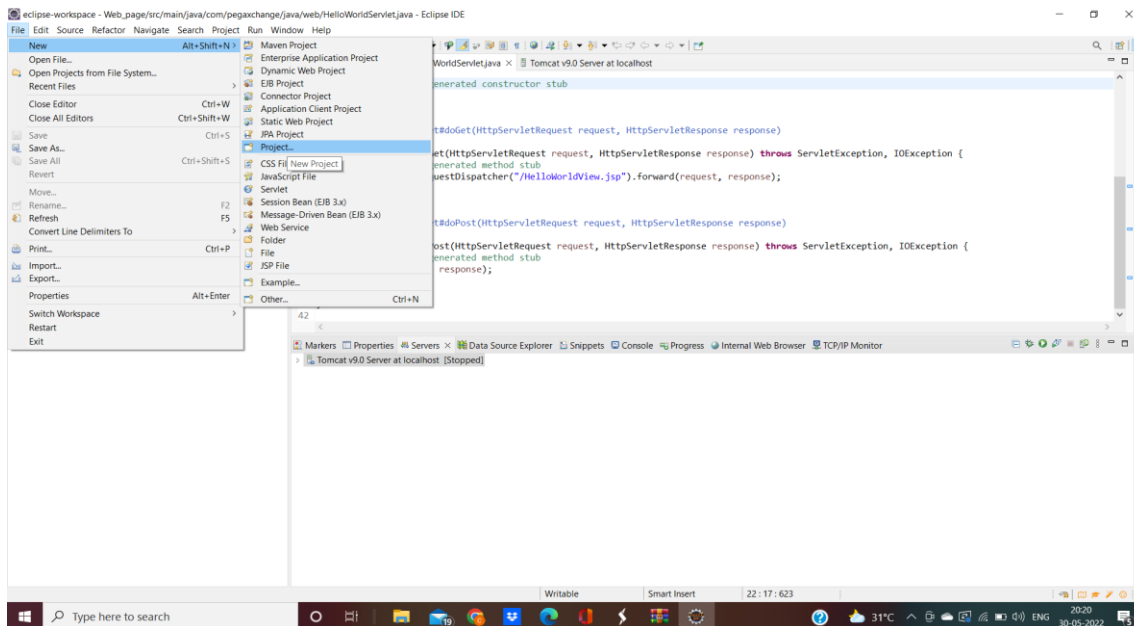 eclipse-workspace - Web_page/src/main/java/com/pegaxchange/java/web/HelloWorldServlet.java - Eclipse IDE
File Edit Source Refactor Navigate Search Project Run Window Help
New Alt+Shift+N >
Open File...
Open Projects from File System...
Recent Files >
Close Editor Ctrl+W
Close All Editors Ctrl+Shift+W
Save Ctrl+S
Save As...
Save All Ctrl+Shift+S
Revert
Move...
Rename... F2
Refresh F5
Convert Line Delimiters To >
Print... Ctrl+P
Import...
Export...
Properties Alt+Enter
Switch Workspace >
Restart
Exit
Maven Project
Enterprise Application Project
Dynamic Web Project
EJB Project
Connector Project
Application Client Project
Static Web Project
JPA Project
Project...
CSS Fil
New Project
JavaScript File
Servlet
Session Bean (EJB 3.x)
Message-Driven Bean (EJB 3.x)
Web Service
Folder
File
JSP File
Example...
Other... Ctrl+N
WorldServlet.java × Tomcat v9.0 Server at localhost
enerated constructor stub
t#doGet(HttpServletRequest request, HttpServletResponse response)
et(HttpServletRequest request, HttpServletResponse response) throws ServletException, IOException {
enerated method stub
uestDispatcher("/HelloWorldView.jsp").forward(request, response);
t#doPost(HttpServletRequest request, HttpServletResponse response)
ost(HttpServletRequest request, HttpServletResponse response) throws ServletException, IOException {
enerated method stub
response);
42
Markers Properties Servers × Data Source Explorer Snippets Console Progress Internal Web Browser TCP/IP Monitor
> Tomcat v9.0 Server at localhost [Stopped]
Writable Smart Insert 22 : 17 : 623
Type here to search 19 31°C ENG 20:20
30-05-2022